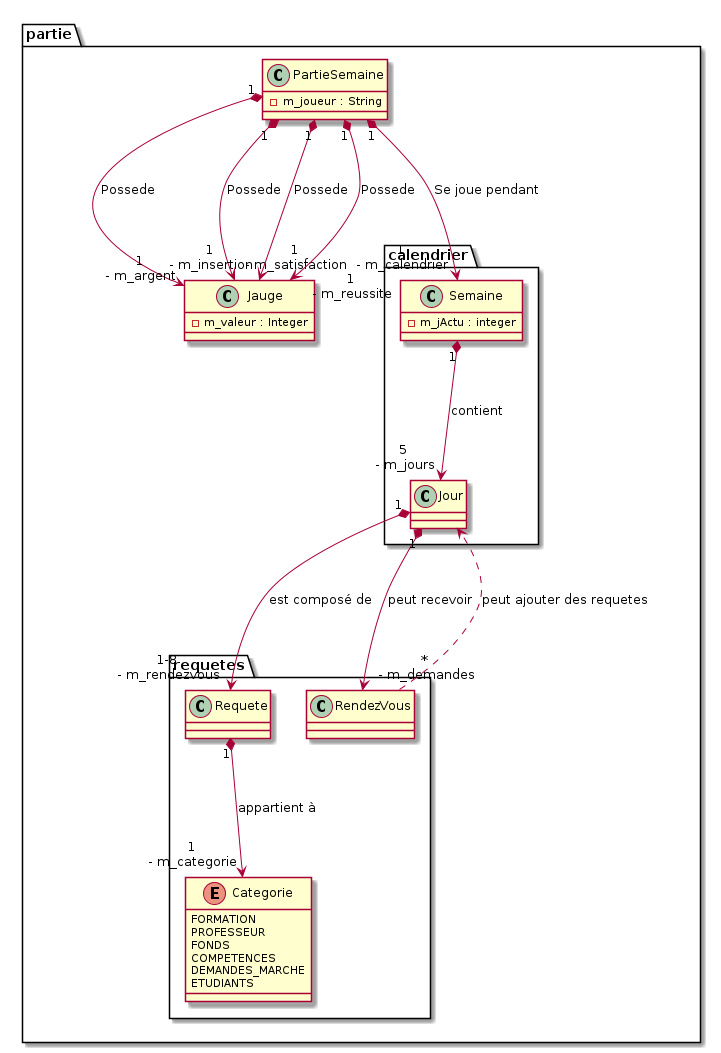 partie
C PartieSemaine
m_joueur : String
1
1
1
1
1
Possede
Possede
Possede
Possede
Se joue pendant
1
- m_argent
1
- m_insertion
1
- m_satisfaction
1
- m_reussite
1
- m_calendrier
calendrier
C Jauge
m_valeur : Integer
C Semaine
m_jActu : integer
1
contient
5
- m_jours
C Jour
1
1
est composé de
peut recevoir
peut ajouter des requetes
1-8
- m_rendezvous
*
- m_demandes
requetes
C Requete
C RendezVous
1
appartient à
1
- m_categorie
E Categorie
FORMATION
PROFESSEUR
FONDS
COMPETENCES
DEMANDES_MARCHE
ETUDIANTS